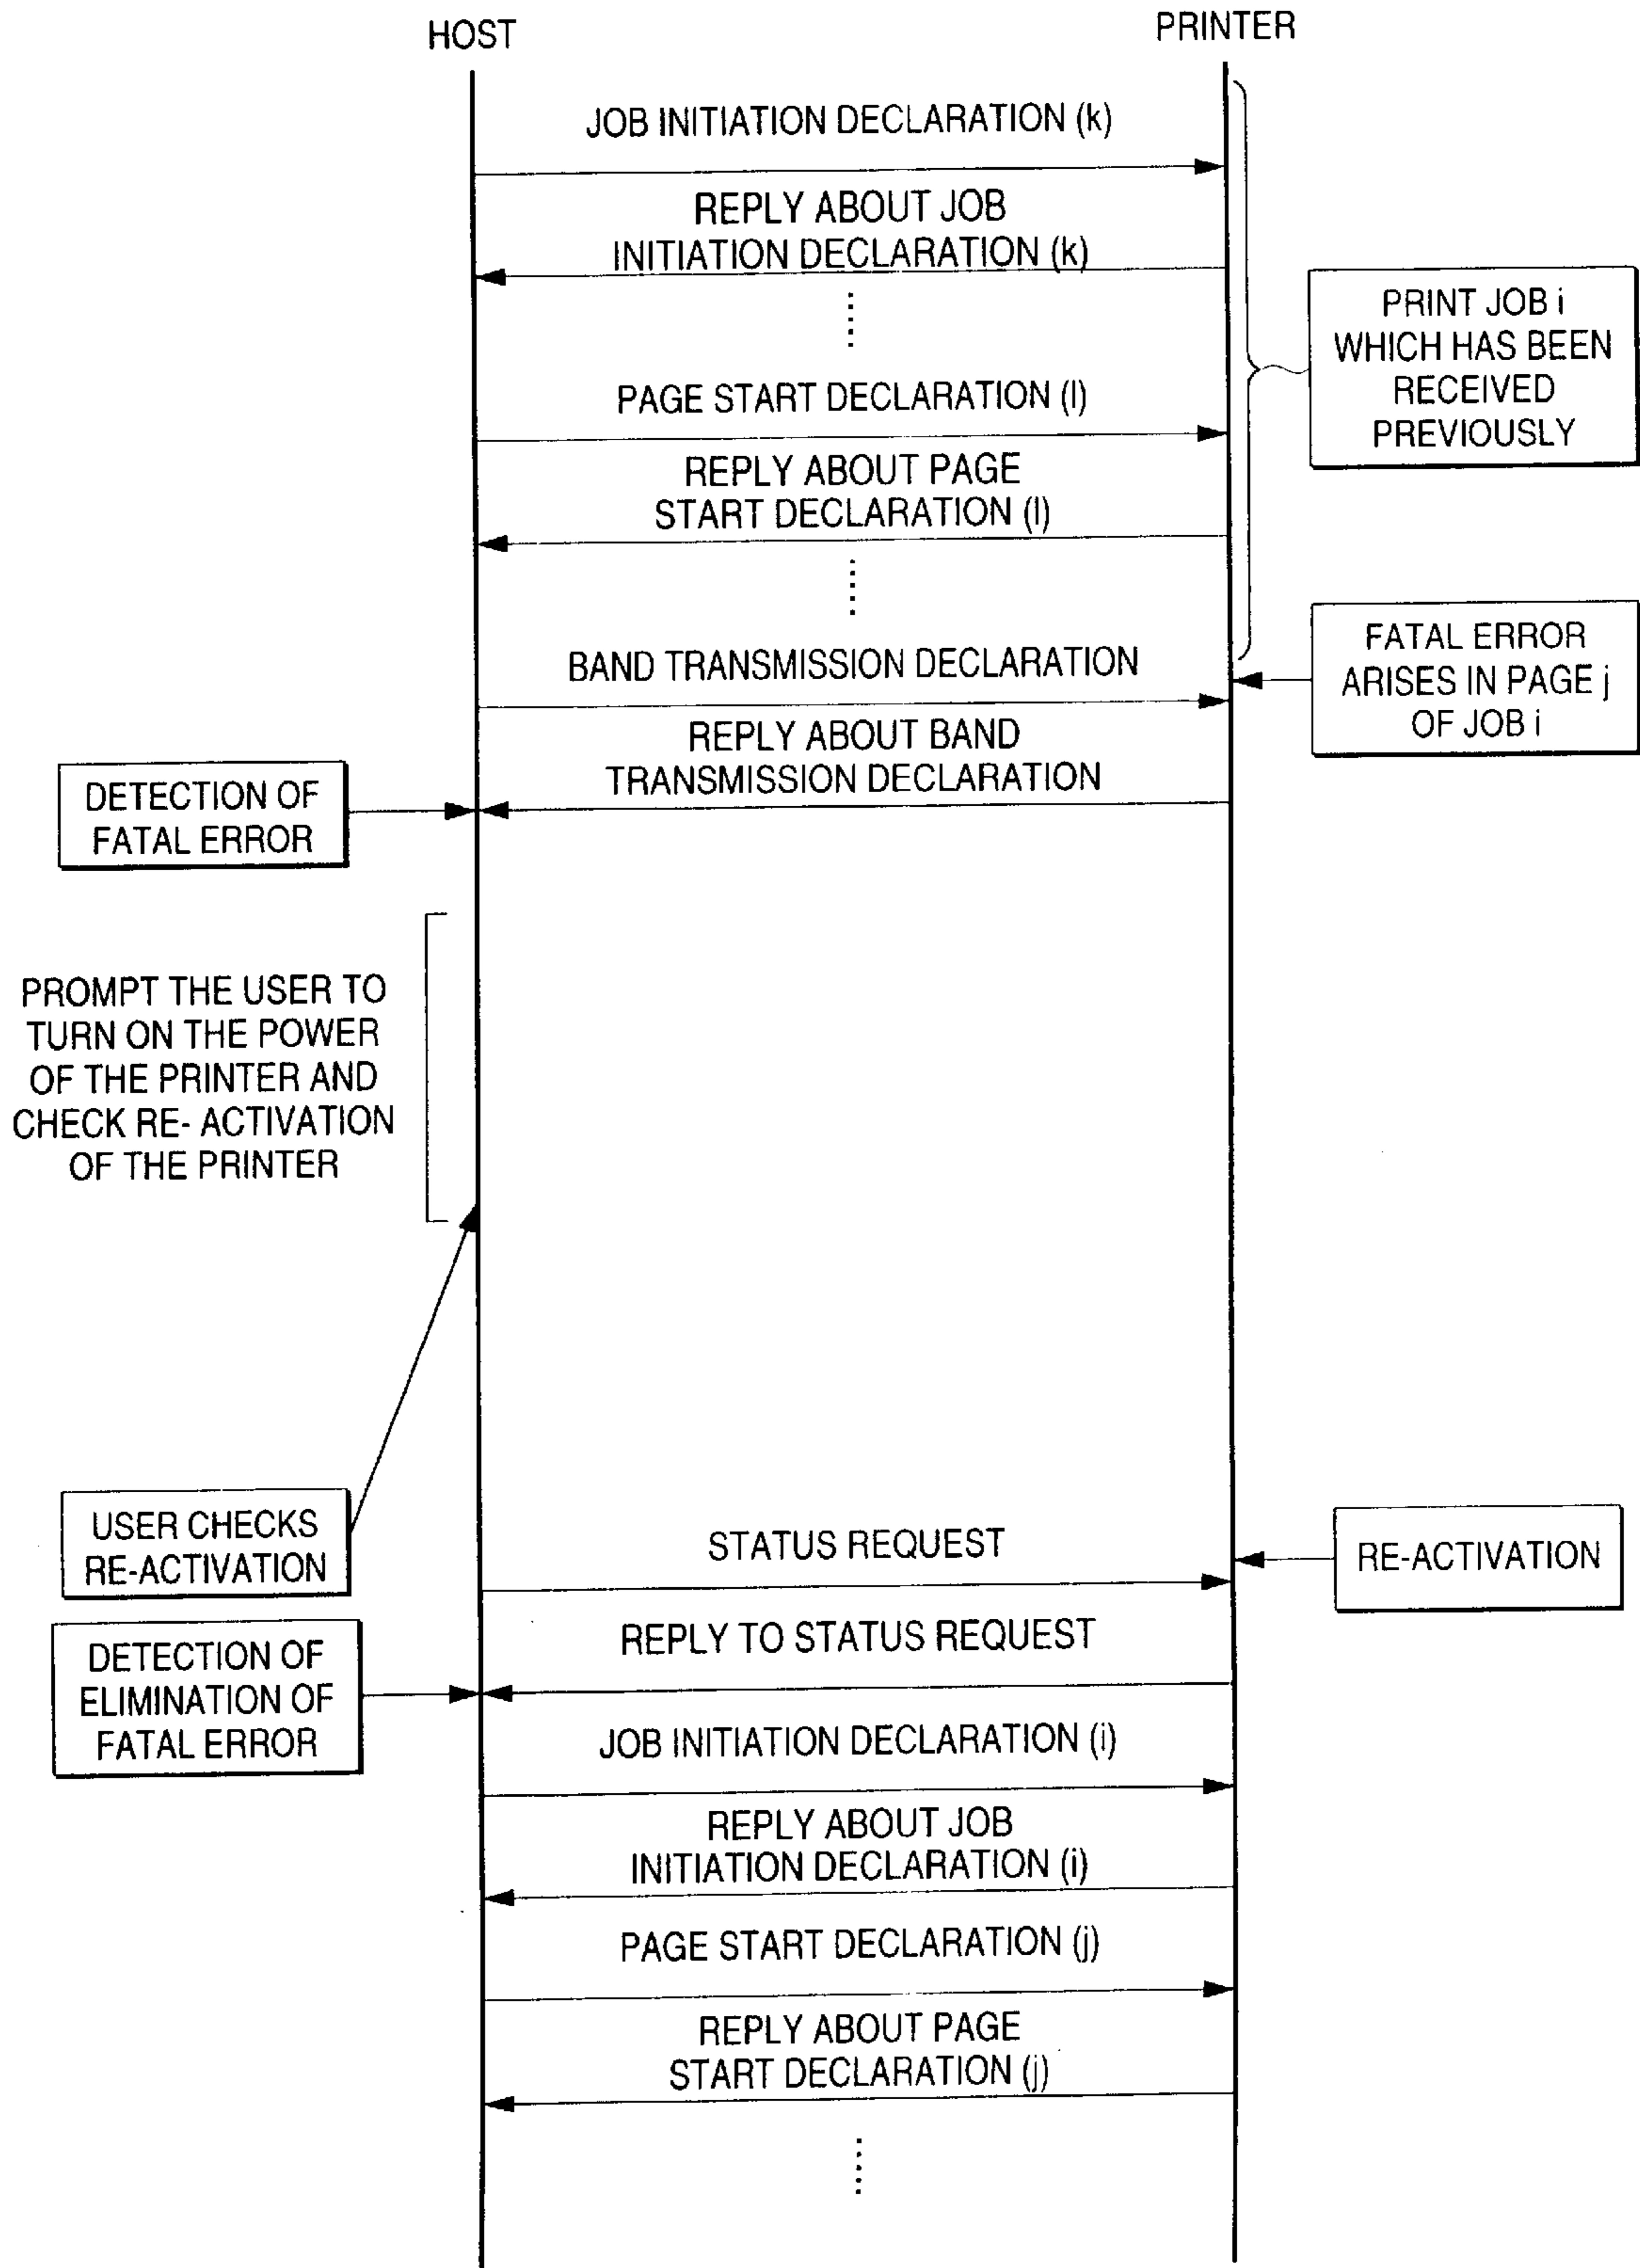 HOST
PRINTER
JOB INITIATION DECLARATION (k)
REPLY ABOUT JOB
INITIATION DECLARATION (k)
PRINT JOB i
WHICH HAS BEEN
RECEIVED
PREVIOUSLY
PAGE START DECLARATION (l)
REPLY ABOUT PAGE
START DECLARATION (l)
FATAL ERROR
ARISES IN PAGE j
OF JOB i
BAND TRANSMISSION DECLARATION
REPLY ABOUT BAND
TRANSMISSION DECLARATION
DETECTION OF
FATAL ERROR
PROMPT THE USER TO
TURN ON THE POWER
OF THE PRINTER AND
CHECK RE- ACTIVATION
OF THE PRINTER
USER CHECKS
RE-ACTIVATION
STATUS REQUEST
RE-ACTIVATION
REPLY TO STATUS REQUEST
DETECTION OF
ELIMINATION OF
FATAL ERROR
JOB INITIATION DECLARATION (i)
REPLY ABOUT JOB
INITIATION DECLARATION (i)
PAGE START DECLARATION (j)
REPLY ABOUT PAGE
START DECLARATION (j)